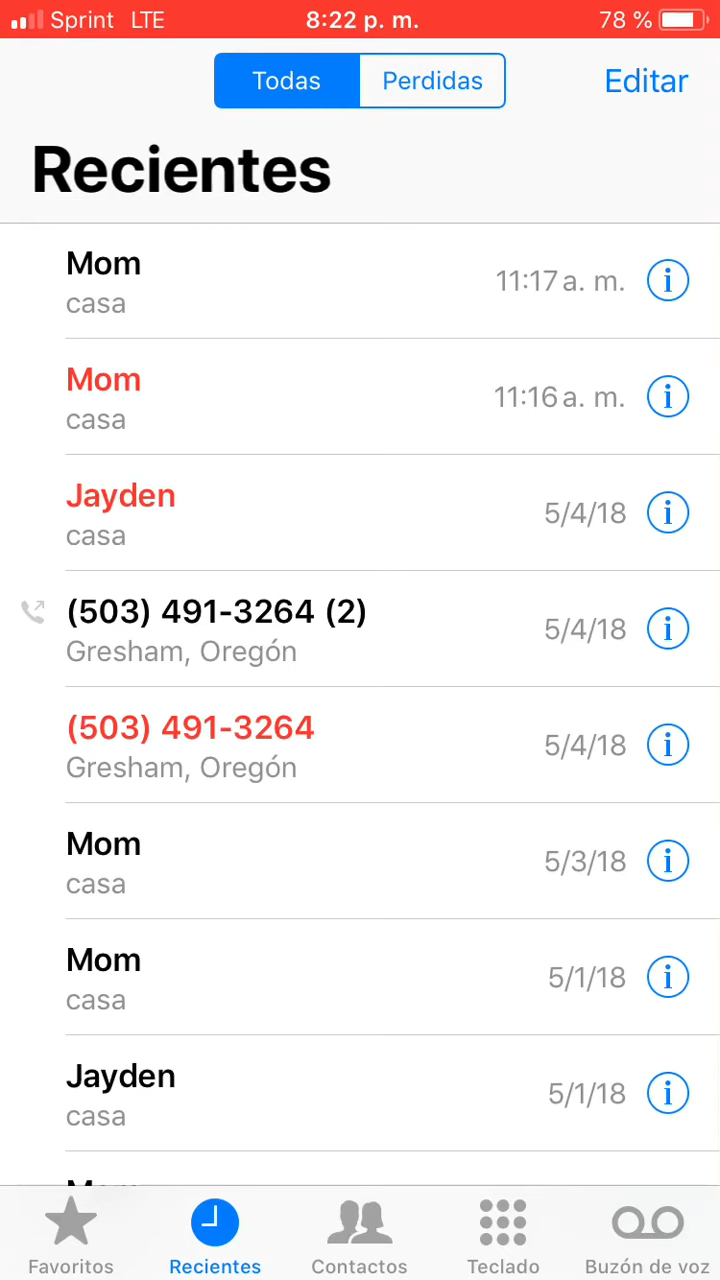 Sprint LTE 8:22 p. m. 78 %
Todas Perdidas Editar
Recientes
Mom
casa
11:17 a. m.
Mom
casa
11:16 a. m.
Jayden
casa
5/4/18
(503) 491-3264 (2)
Gresham, Oregón
5/4/18
(503) 491-3264
Gresham, Oregón
5/4/18
Mom
casa
5/3/18
Mom
casa
5/1/18
Jayden
casa
5/1/18
Favoritos Recientes Contactos Teclado Buzón de voz